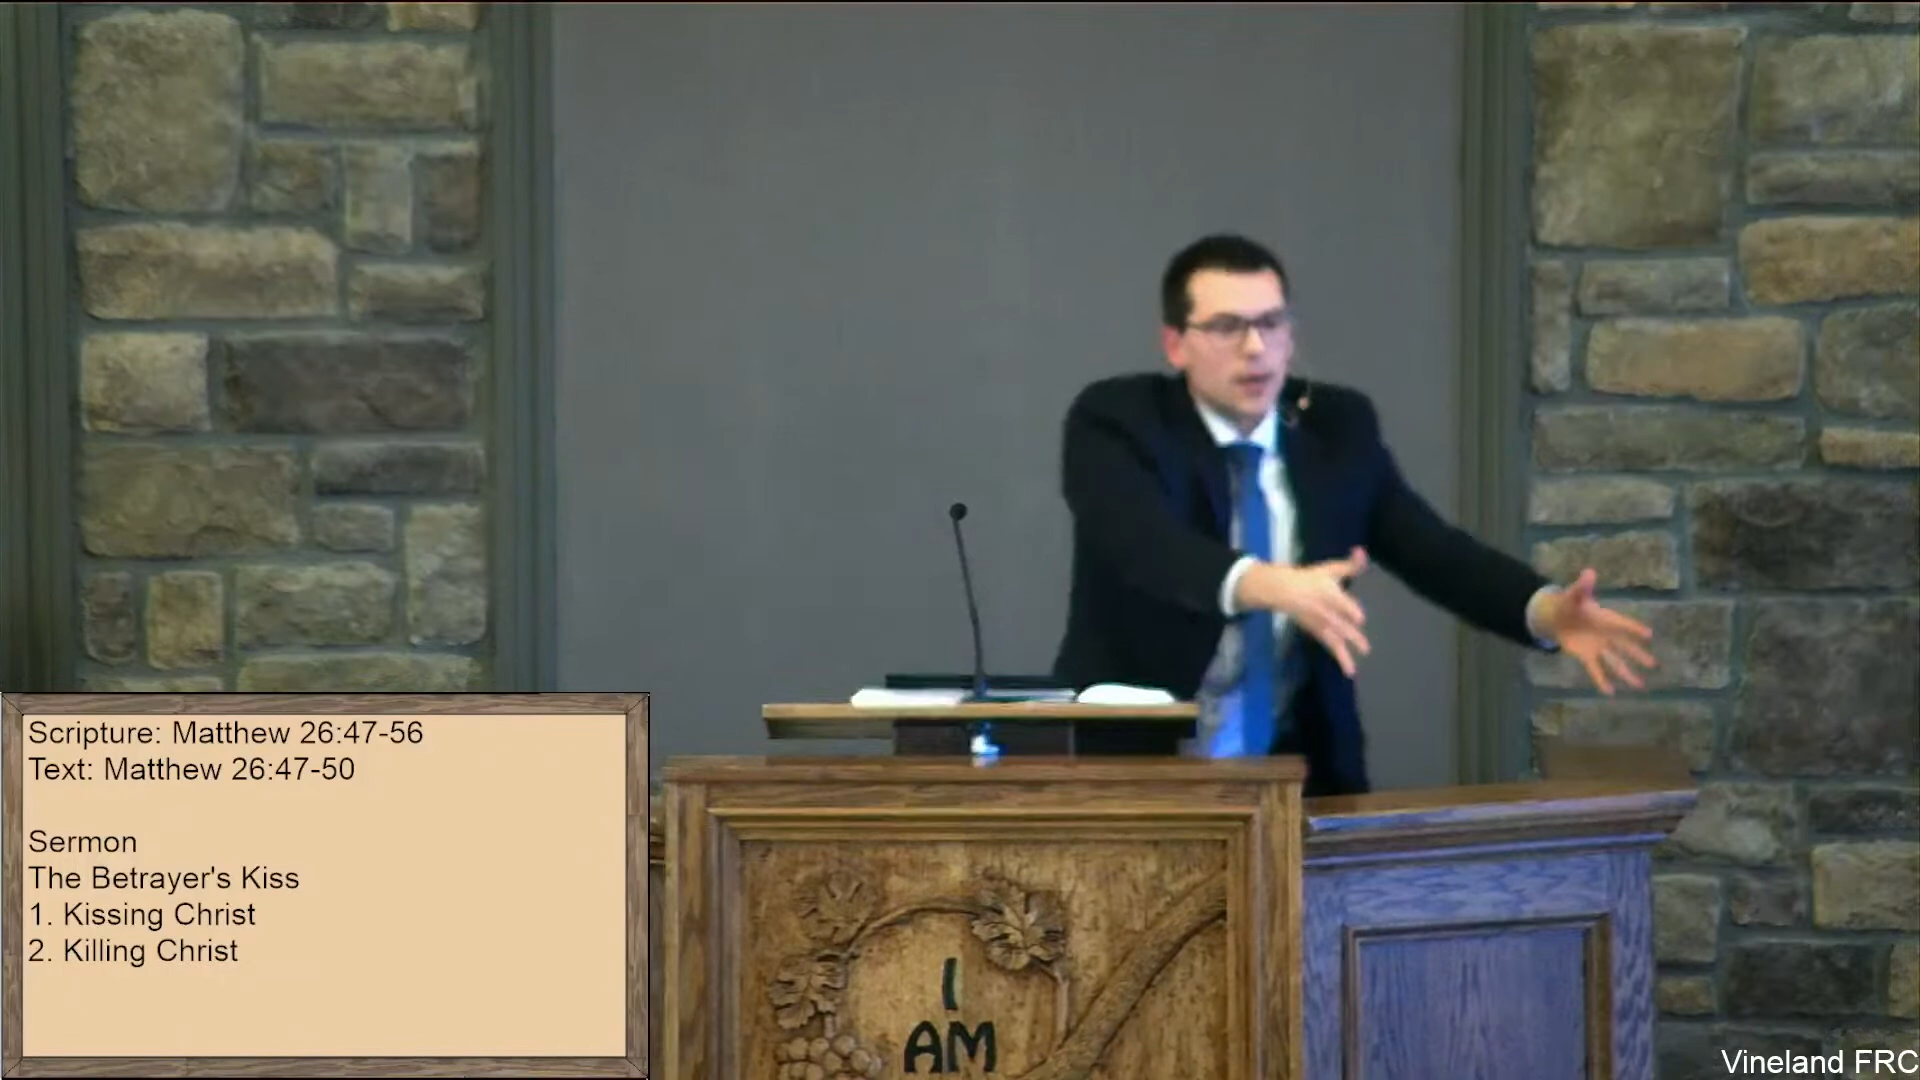 Scripture: Matthew 26:47-56
Text: Matthew 26:47-50
Sermon
The Betrayer's Kiss
1. Kissing Christ
2. Killing Christ
I
AM
Vineland FRC